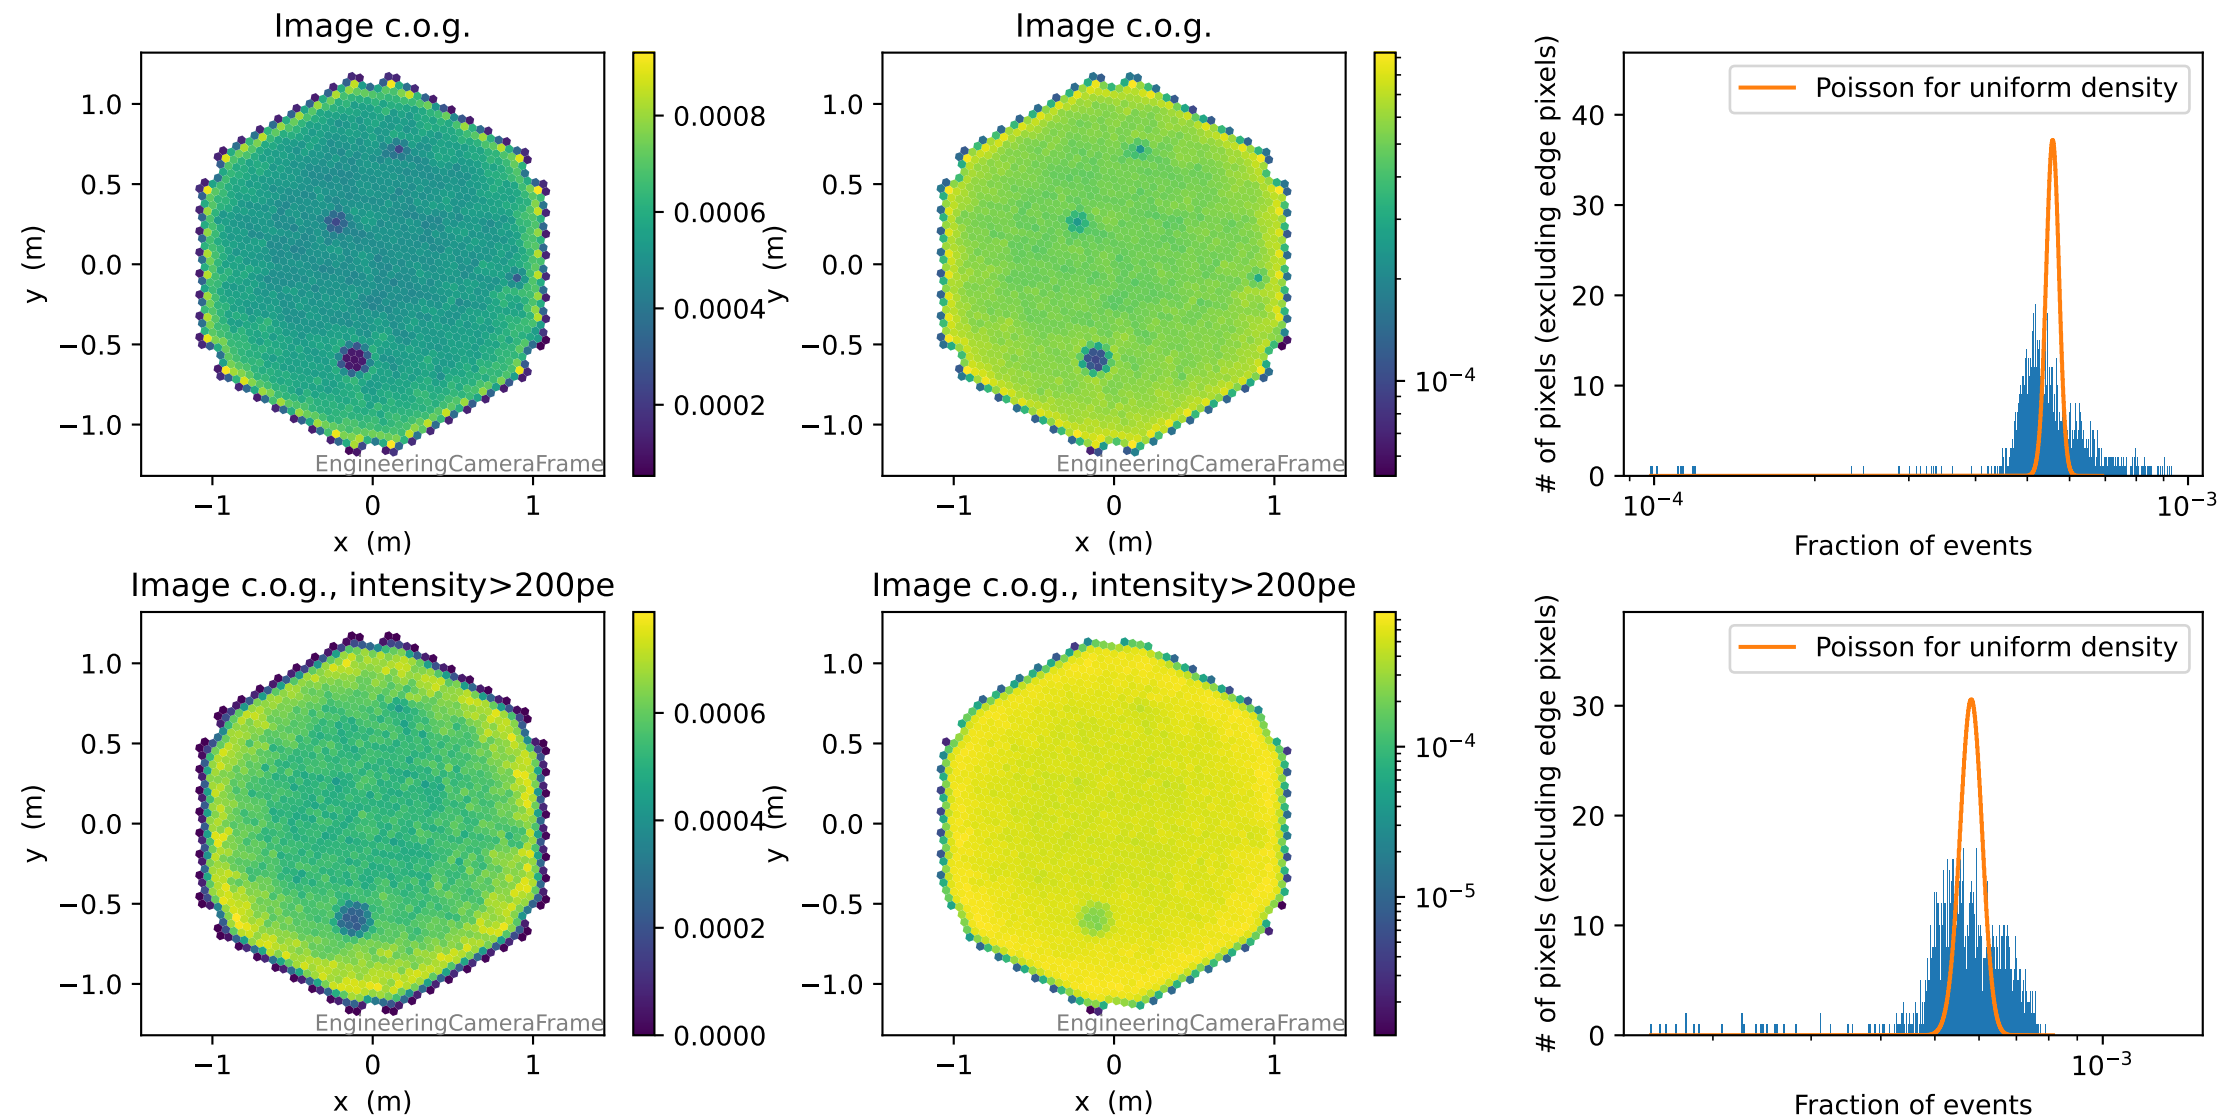 Image c.o.g.
1.0
0.5
0.0
−0.5
−1.0
y (m)
EngineeringCameraFrame
−1
0
1
x (m)
0.0008
0.0006
0.0004
0.0002
Image c.o.g.
1.0
0.5
0.0
−0.5
−1.0
y (m)
EngineeringCameraFrame
−1
0
1
x (m)
10⁻⁴
# of pixels (excluding edge pixels)
40
30
20
10
0
Poisson for uniform density
10⁻⁴
10⁻³
Fraction of events
Image c.o.g., intensity>200pe
1.0
0.5
0.0
−0.5
−1.0
y (m)
EngineeringCameraFrame
−1
0
1
x (m)
0.0006
0.0004
0.0002
0.0000
Image c.o.g., intensity>200pe
1.0
0.5
0.0
−0.5
−1.0
y (m)
EngineeringCameraFrame
−1
0
1
x (m)
10⁻⁴
10⁻⁵
# of pixels (excluding edge pixels)
30
20
10
0
Poisson for uniform density
10⁻³
Fraction of events